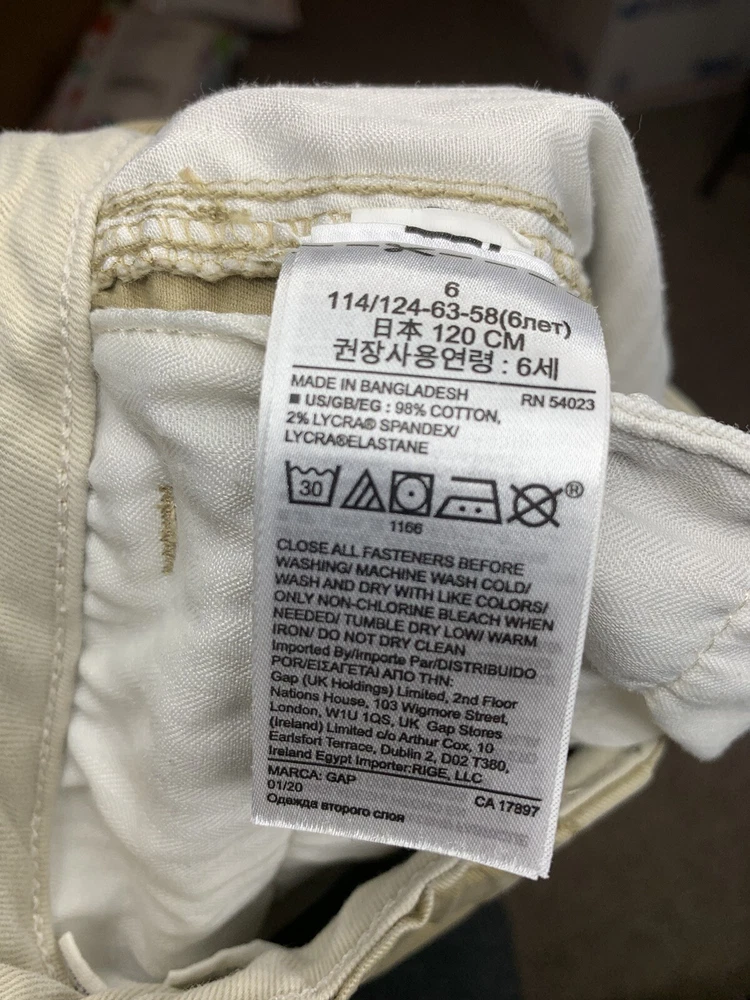 6
114/124-63-58(6лет)
日本 120 CM
권장사용연령 : 6세
MADE IN BANGLADESH RN 54023
■ US/GB/EG : 98% COTTON,
2% LYCRA® SPANDEX/
LYCRA®ELASTANE
30 ®
1166
CLOSE ALL FASTENERS BEFORE
WASHING/ MACHINE WASH COLD/
WASH AND DRY WITH LIKE COLORS/
ONLY NON-CHLORINE BLEACH WHEN
NEEDED/ TUMBLE DRY LOW/ WARM
IRON/ DO NOT DRY CLEAN
Imported By/Importe Par/DISTRIBUIDO
POR/ΕΙΣΑΓΕΤΑΙ ΑΠΟ ΤΗΝ:
Gap (UK Holdings) Limited, 2nd Floor
Nations House, 103 Wigmore Street,
London, W1U 1QS, UK Gap Stores
(Ireland) Limited c/o Arthur Cox, 10
Earlsfort Terrace, Dublin 2, D02 T380,
Ireland Egypt Importer:RIGE, LLC
MARCA: GAP
01/20 CA 17897
Одежда второго слоя